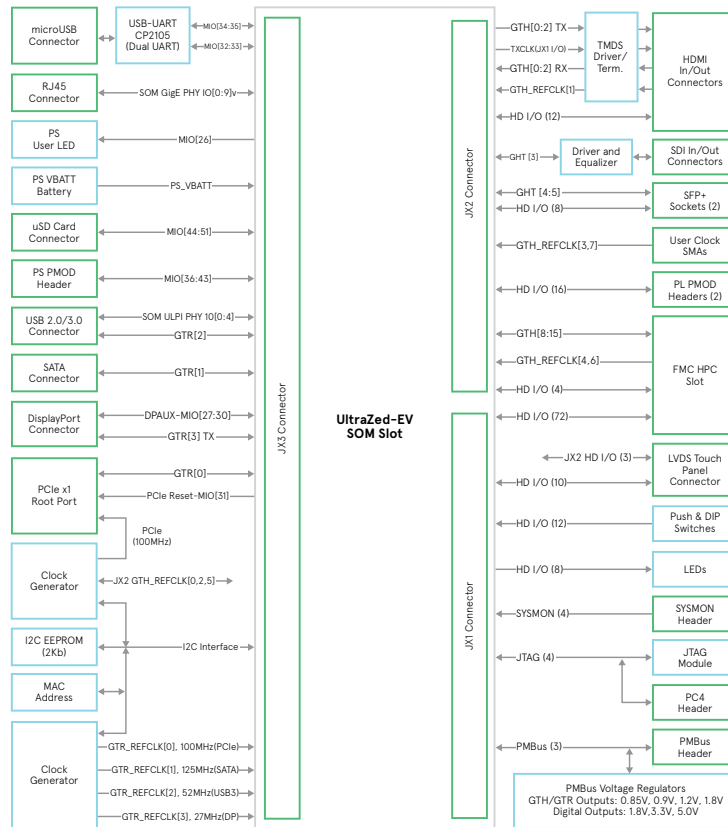 microUSB
Connector
USB-UART
CP2105
(Dual UART)
MIO[34:35]
MIO[32:33]
RJ45
Connector
SOM GigE PHY IO[0:9]v
PS
User LED
MIO[26]
PS VBATT
Battery
PS_VBATT
uSD Card
Connector
MIO[44:51]
PS PMOD
Header
MIO[36:43]
USB 2.0/3.0
Connector
SOM ULPI PHY 10[0:4]
GTR[2]
SATA
Connector
GTR[1]
DisplayPort
Connector
DPAUX-MIO[27:30]
GTR[3] TX
PCIe x1
Root Port
GTR[0]
PCIe Reset-MIO[31]
PCIe
(100MHz)
Clock
Generator
JX2 GTH_REFCLK[0,2,5]
I2C EEPROM
(2Kb)
I2C Interface
MAC
Address
Clock
Generator
GTR_REFCLK[0], 100MHz(PCIe)
GTR_REFCLK[1], 125MHz(SATA)
GTR_REFCLK[2], 52MHz(USB3)
GTR_REFCLK[3], 27MHz(DP)
JX3 Connector
UltraZed-EV
SOM Slot
JX2 Connector
JX1 Connector
GTH[0:2] TX
TXCLK(JX1 I/O)
GTH[0:2] RX
GTH_REFCLK[1]
TMDS
Driver/
Term.
HDMI
In/Out
Connectors
HD I/O (12)
GHT [3]
Driver and
Equalizer
SDI In/Out
Connectors
GHT [4:5]
HD I/O (8)
SFP+
Sockets (2)
GTH_REFCLK[3,7]
User Clock
SMAs
HD I/O (16)
PL PMOD
Headers (2)
GTH[8:15]
GTH_REFCLK[4,6]
HD I/O (4)
HD I/O (72)
FMC HPC
Slot
JX2 HD I/O (3)
HD I/O (10)
LVDS Touch
Panel
Connector
HD I/O (12)
Push & DIP
Switches
HD I/O (8)
LEDs
SYSMON (4)
SYSMON
Header
JTAG (4)
JTAG
Module
PC4
Header
PMBus (3)
PMBus
Header
PMBus Voltage Regulators
GTH/GTR Outputs: 0.85V, 0.9V, 1.2V, 1.8V
Digital Outputs: 1.8V,3.3V, 5.0V